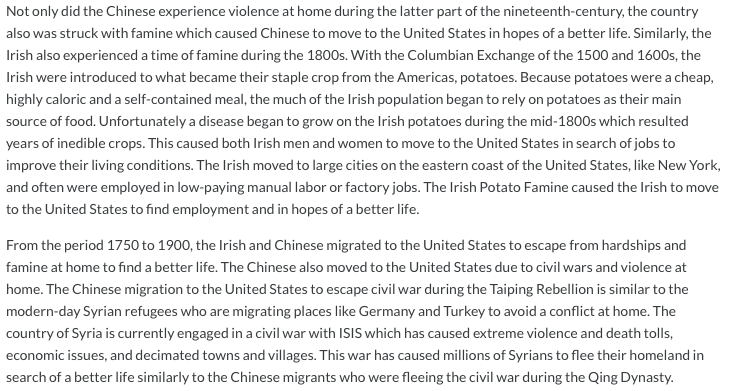 Not only did the Chinese experience violence at home during the latter part of the nineteenth-century, the country
also was struck with famine which caused Chinese to move to the United States in hopes of a better life. Similarly, the
Irish also experienced a time of famine during the 1800s. With the Columbian Exchange of the 1500 and 1600s, the
Irish were introduced to what became their staple crop from the Americas, potatoes. Because potatoes were a cheap,
highly caloric and a self-contained meal, the much of the Irish population began to rely on potatoes as their main
source of food. Unfortunately a disease began to grow on the Irish potatoes during the mid-1800s which resulted
years of inedible crops. This caused both Irish men and women to move to the United States in search of jobs to
improve their living conditions. The Irish moved to large cities on the eastern coast of the United States, like New York,
and often were employed in low-paying manual labor or factory jobs. The Irish Potato Famine caused the Irish to move
to the United States to find employment and in hopes of a better life.
From the period 1750 to 1900, the Irish and Chinese migrated to the United States to escape from hardships and
famine at home to find a better life. The Chinese also moved to the United States due to civil wars and violence at
home. The Chinese migration to the United States to escape civil war during the Taiping Rebellion is similar to the
modern-day Syrian refugees who are migrating places like Germany and Turkey to avoid a conflict at home. The
country of Syria is currently engaged in a civil war with ISIS which has caused extreme violence and death tolls,
economic issues, and decimated towns and villages. This war has caused millions of Syrians to flee their homeland in
search of a better life similarly to the Chinese migrants who were fleeing the civil war during the Qing Dynasty.